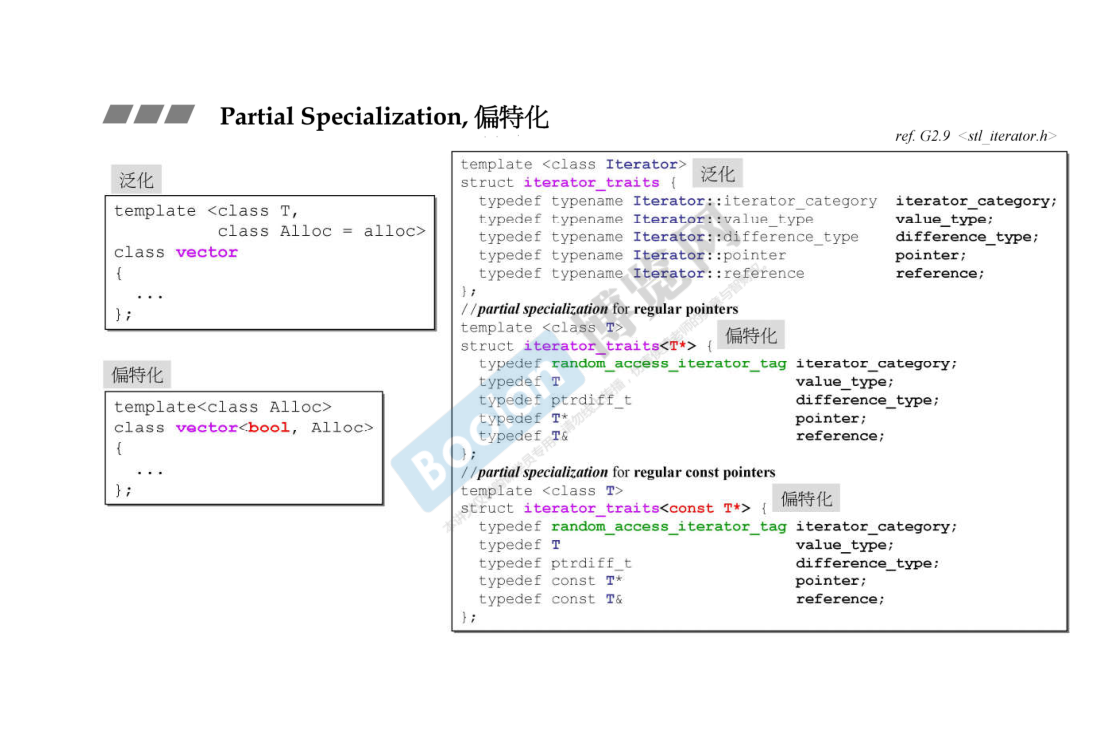 Partial Specialization, 偏特化
ref. G2.9 <stl_iterator.h>
泛化
template <class T,
class Alloc = alloc>
class vector
{
...
};
偏特化
template<class Alloc>
class vector<bool, Alloc>
{
...
};
template <class Iterator>
泛化
struct iterator_traits {
typedef typename Iterator::iterator_category iterator_category;
typedef typename Iterator::value_type value_type;
typedef typename Iterator::difference_type difference_type;
typedef typename Iterator::pointer pointer;
typedef typename Iterator::reference reference;
};
//partial specialization for regular pointers
template <class T>
偏特化
struct iterator_traits<T*> {
typedef random_access_iterator_tag iterator_category;
typedef T value_type;
typedef ptrdiff_t difference_type;
typedef T* pointer;
typedef T& reference;
};
//partial specialization for regular const pointers
template <class T>
偏特化
struct iterator_traits<const T*> {
typedef random_access_iterator_tag iterator_category;
typedef T value_type;
typedef ptrdiff_t difference_type;
typedef const T* pointer;
typedef const T& reference;
};
Boolan 博览网